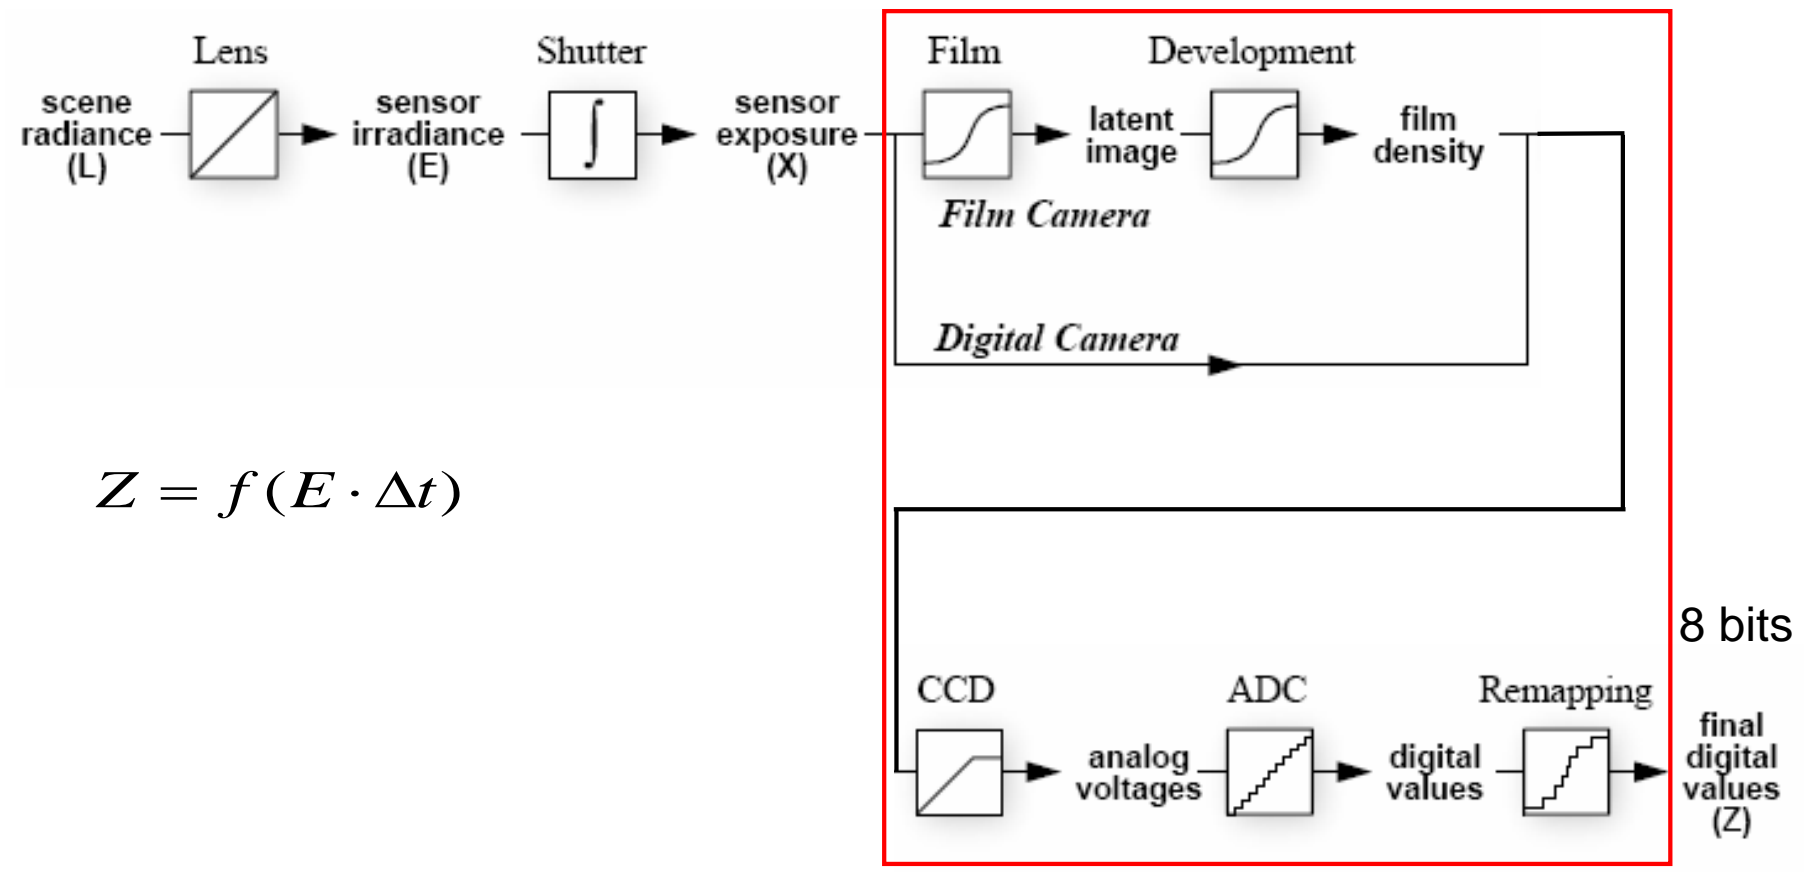 Lens
Shutter
Film
Development
scene
radiance
(L)
sensor
irradiance
(E)
∫
sensor
exposure
(X)
latent
image
film
density
Film Camera
Digital Camera
Z = f(E · Δt)
8 bits
CCD
ADC
Remapping
analog
voltages
digital
values
final
digital
values
(Z)